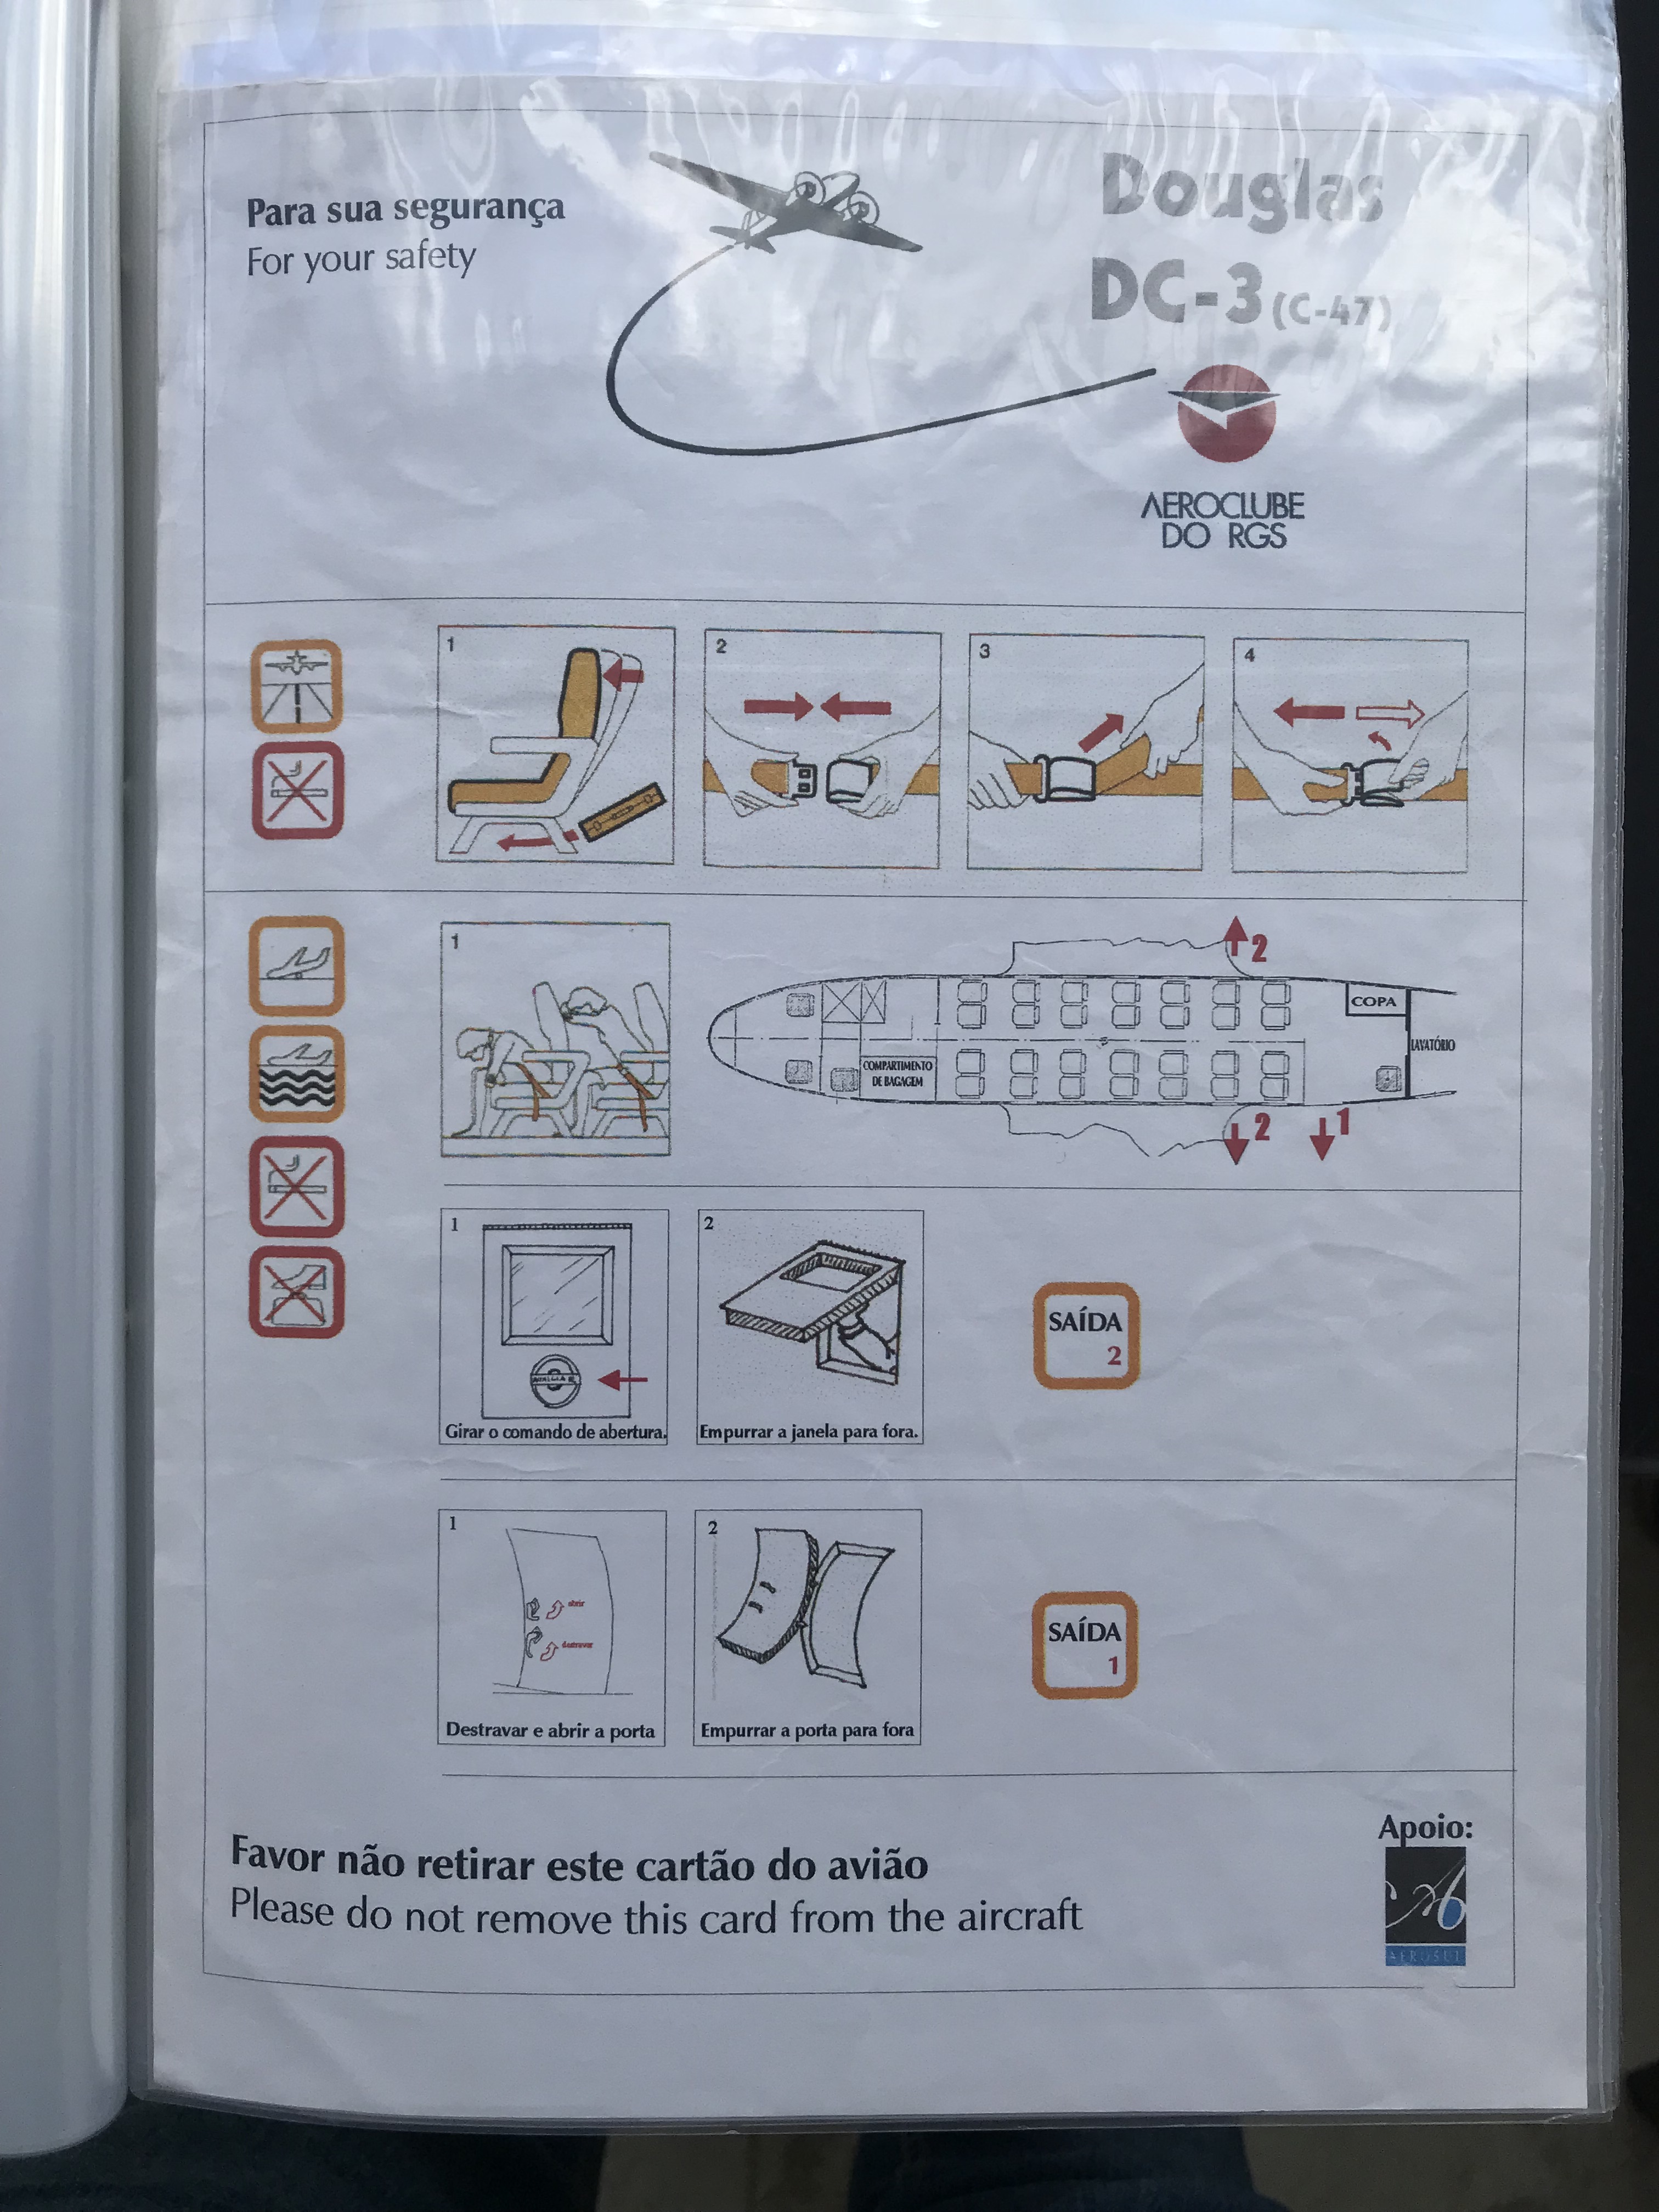 Para sua segurança
For your safety
Douglas
DC-3 (C-47)
AEROCLUBE
DO RGS
1
2
3
4
1
2
COPA
LAVATÓRIO
COMPARTIMENTO
DE BAGAGEM
2
1
1
2
Girar o comando de abertura.
Empurrar a janela para fora.
SAÍDA
2
1
abrir
destravar
2
Destravar e abrir a porta
Empurrar a porta para fora
SAÍDA
1
Favor não retirar este cartão do avião
Please do not remove this card from the aircraft
Apoio: